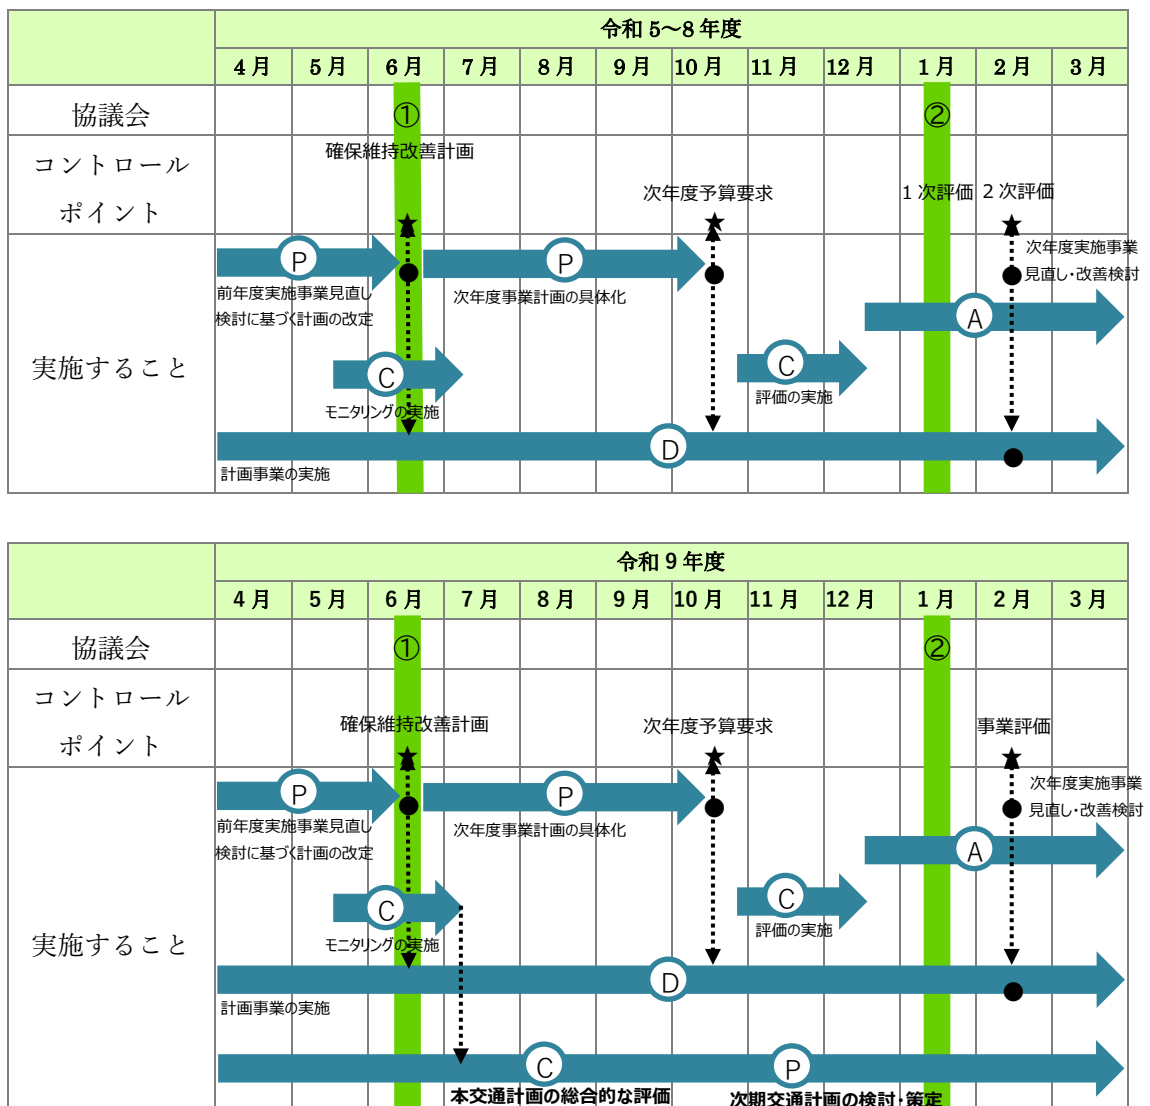 令和5～8年度
4月 5月 6月 7月 8月 9月 10月 11月 12月 1月 2月 3月
協議会 ① ②
コントロール
ポイント
確保維持改善計画
次年度予算要求
1次評価 2次評価
実施すること
P
P
次年度実施事業
見直し・改善検討
前年度実施事業見直し
検討に基づく計画の改定
次年度事業計画の具体化
A
C
C
モニタリングの実施
評価の実施
D
計画事業の実施
令和9年度
4月 5月 6月 7月 8月 9月 10月 11月 12月 1月 2月 3月
協議会 ① ②
コントロール
ポイント
確保維持改善計画
次年度予算要求
事業評価
実施すること
P
P
次年度実施事業
見直し・改善検討
前年度実施事業見直し
検討に基づく計画の改定
次年度事業計画の具体化
A
C
C
モニタリングの実施
評価の実施
D
計画事業の実施
C
P
本交通計画の総合的な評価
次期交通計画の検討・策定